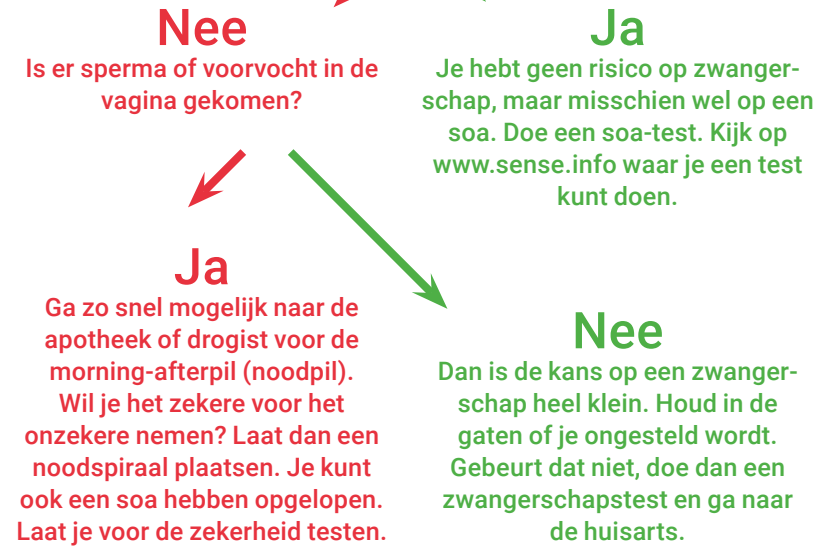 Nee
Is er sperma of voorvocht in de
vagina gekomen?
Ja
Je hebt geen risico op zwanger-
schap, maar misschien wel op een
soa. Doe een soa-test. Kijk op
www.sense.info waar je een test
kunt doen.
Ja
Ga zo snel mogelijk naar de
apotheek of drogist voor de
morning-afterpil (noodpil).
Wil je het zekere voor het
onzekere nemen? Laat dan een
noodspiraal plaatsen. Je kunt
ook een soa hebben opgelopen.
Laat je voor de zekerheid testen.
Nee
Dan is de kans op een zwanger-
schap heel klein. Houd in de
gaten of je ongesteld wordt.
Gebeurt dat niet, doe dan een
zwangerschapstest en ga naar
de huisarts.